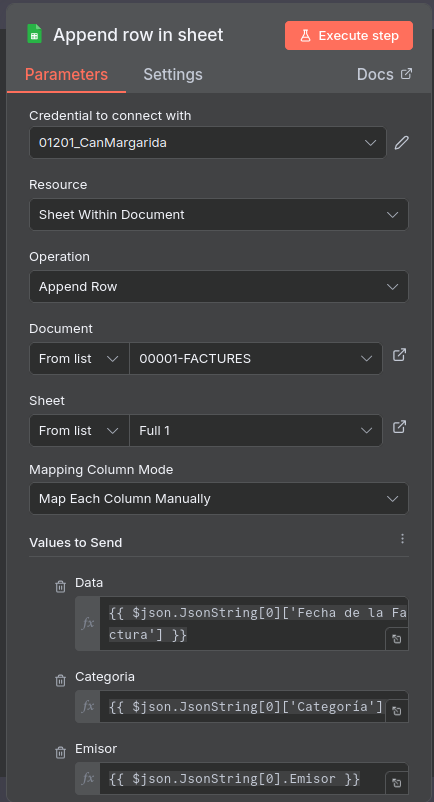 Append row in sheet
Execute step
Parameters
Settings
Docs
Credential to connect with
01201_CanMargarida
Resource
Sheet Within Document
Operation
Append Row
Document
From list
00001-FACTURES
Sheet
From list
Full 1
Mapping Column Mode
Map Each Column Manually
Values to Send
Data
fx
{{ $json.JsonString[0]['Fecha de la Fa
ctura'] }}
Categoria
fx
{{ $json.JsonString[0]['Categoría']
Emisor
fx
{{ $json.JsonString[0].Emisor }}